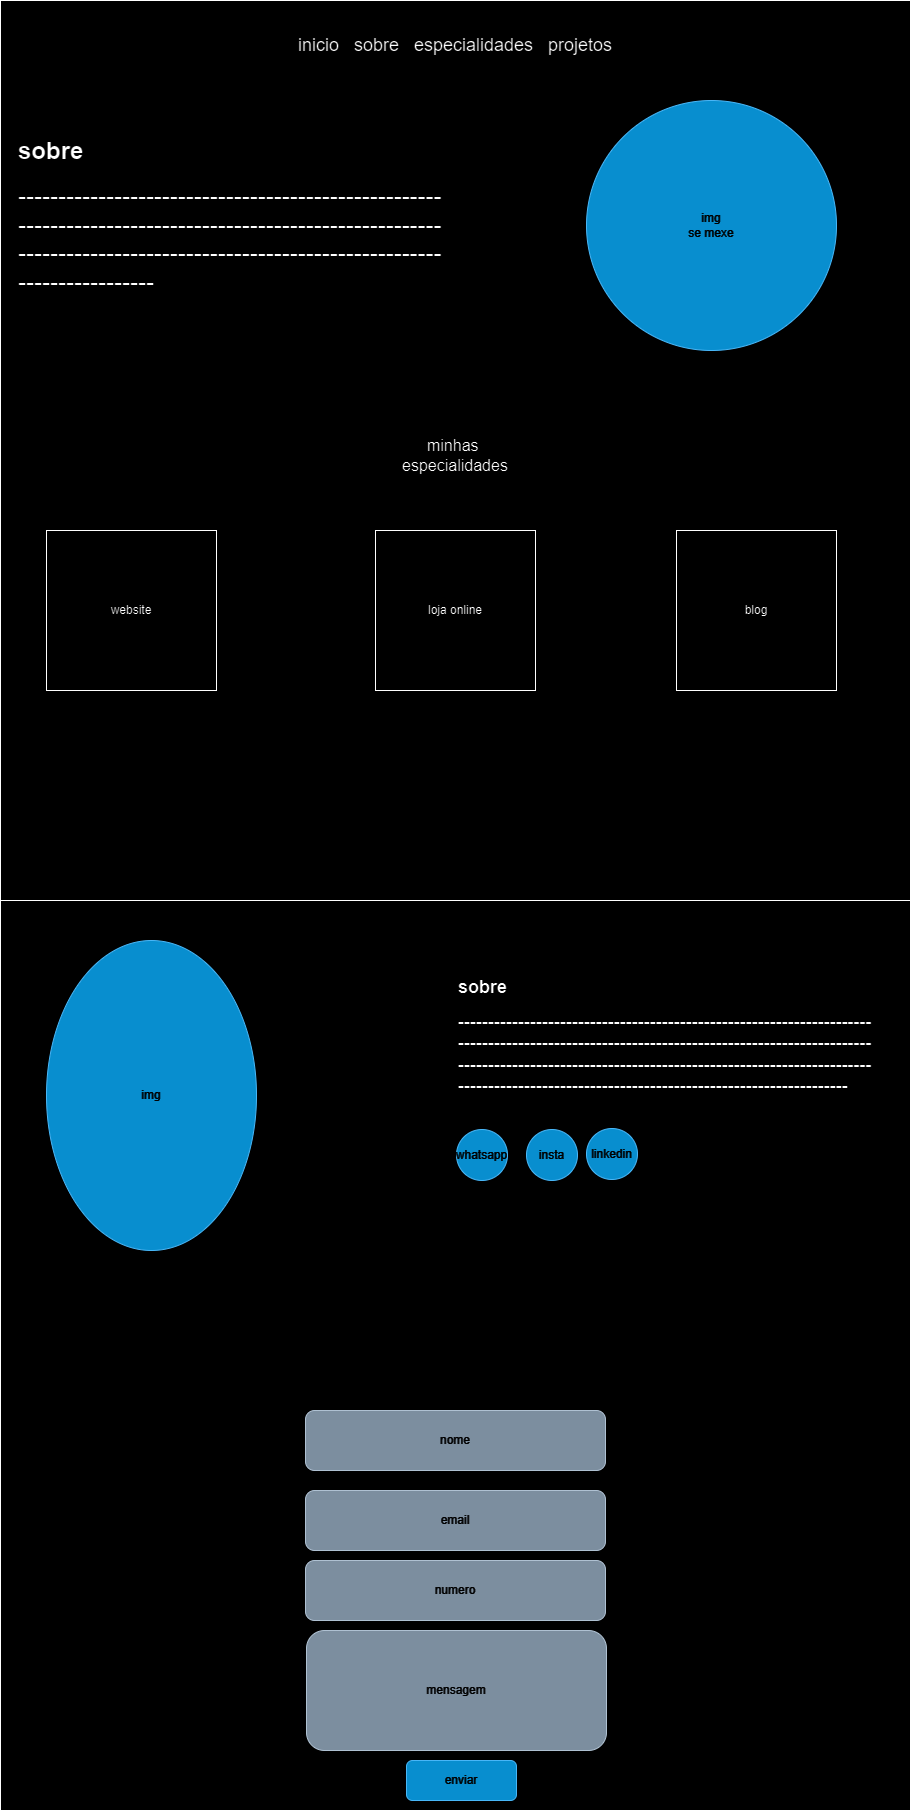 inicio sobre especialidades projetos
sobre
-----------------------------------------------------
-----------------------------------------------------
-----------------------------------------------------
-----------------
img
se mexe
minhas
especialidades
website
loja online
blog
img
sobre
---------------------------------------------------------------------
---------------------------------------------------------------------
---------------------------------------------------------------------
-----------------------------------------------------------------
whatsapp insta linkedin
nome
email
numero
mensagem
enviar